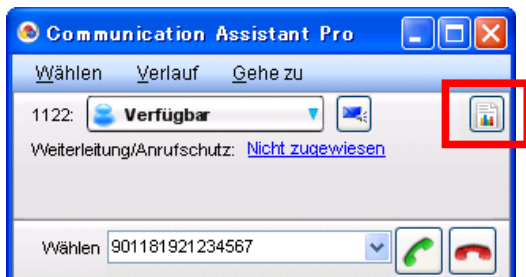 Communication Assistant Pro
Wählen Verlauf Gehe zu
1122: Verfügbar
Weiterleitung/Anrufschutz: Nicht zugewiesen
Wählen 901181921234567